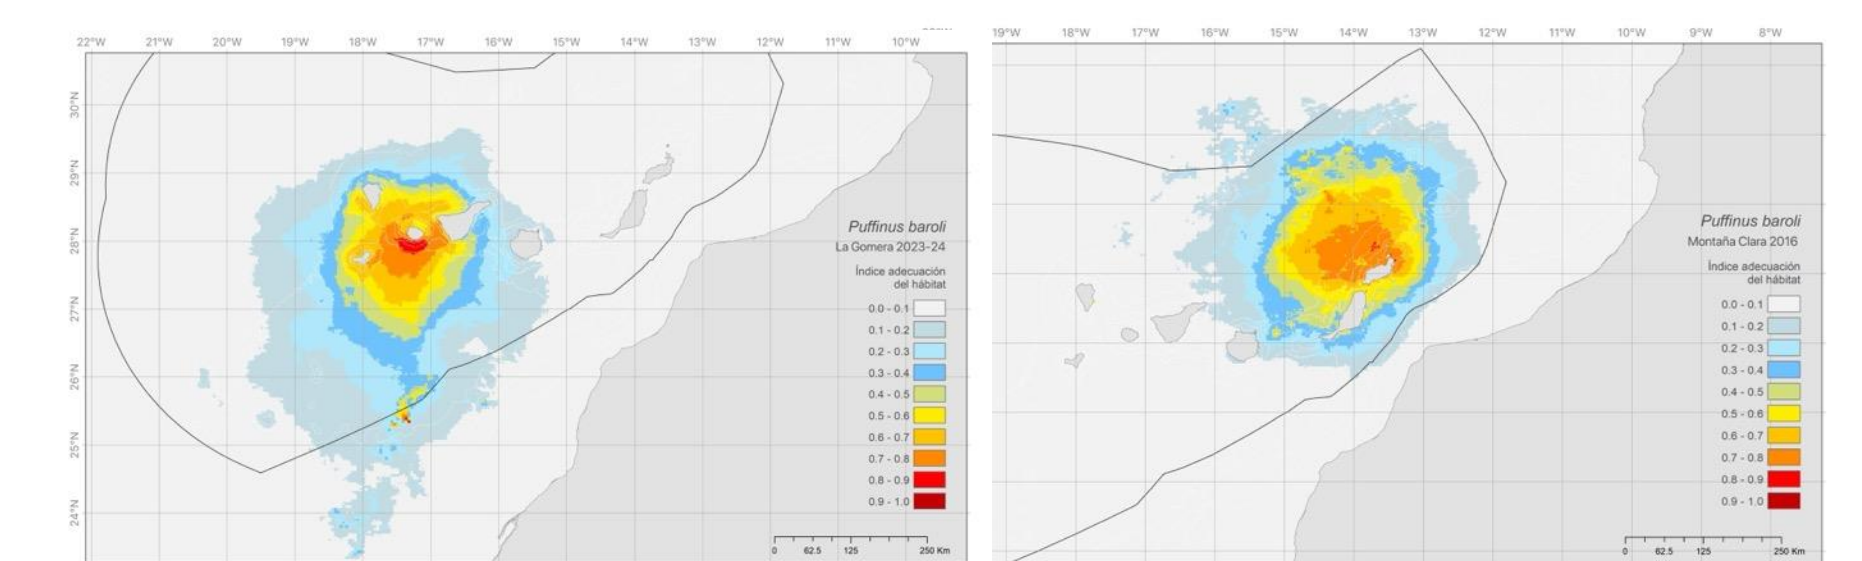 22°W 21°W 20°W 19°W 18°W 17°W 16°W 15°W 14°W 13°W 12°W 11°W 10°W
30°N
29°N
28°N
27°N
26°N
25°N
24°N
Puffinus baroli
La Gomera 2023-24
Índice adecuación
del hábitat
0.0 - 0.1
0.1 - 0.2
0.2 - 0.3
0.3 - 0.4
0.4 - 0.5
0.5 - 0.6
0.6 - 0.7
0.7 - 0.8
0.8 - 0.9
0.9 - 1.0
0 62.5 125 250 Km
19°W 18°W 17°W 16°W 15°W 14°W 13°W 12°W 11°W 10°W 9°W 8°W
Puffinus baroli
Montaña Clara 2016
Índice adecuación
del hábitat
0.0 - 0.1
0.1 - 0.2
0.2 - 0.3
0.3 - 0.4
0.4 - 0.5
0.5 - 0.6
0.6 - 0.7
0.7 - 0.8
0.8 - 0.9
0.9 - 1.0
0 62.5 125 250 Km